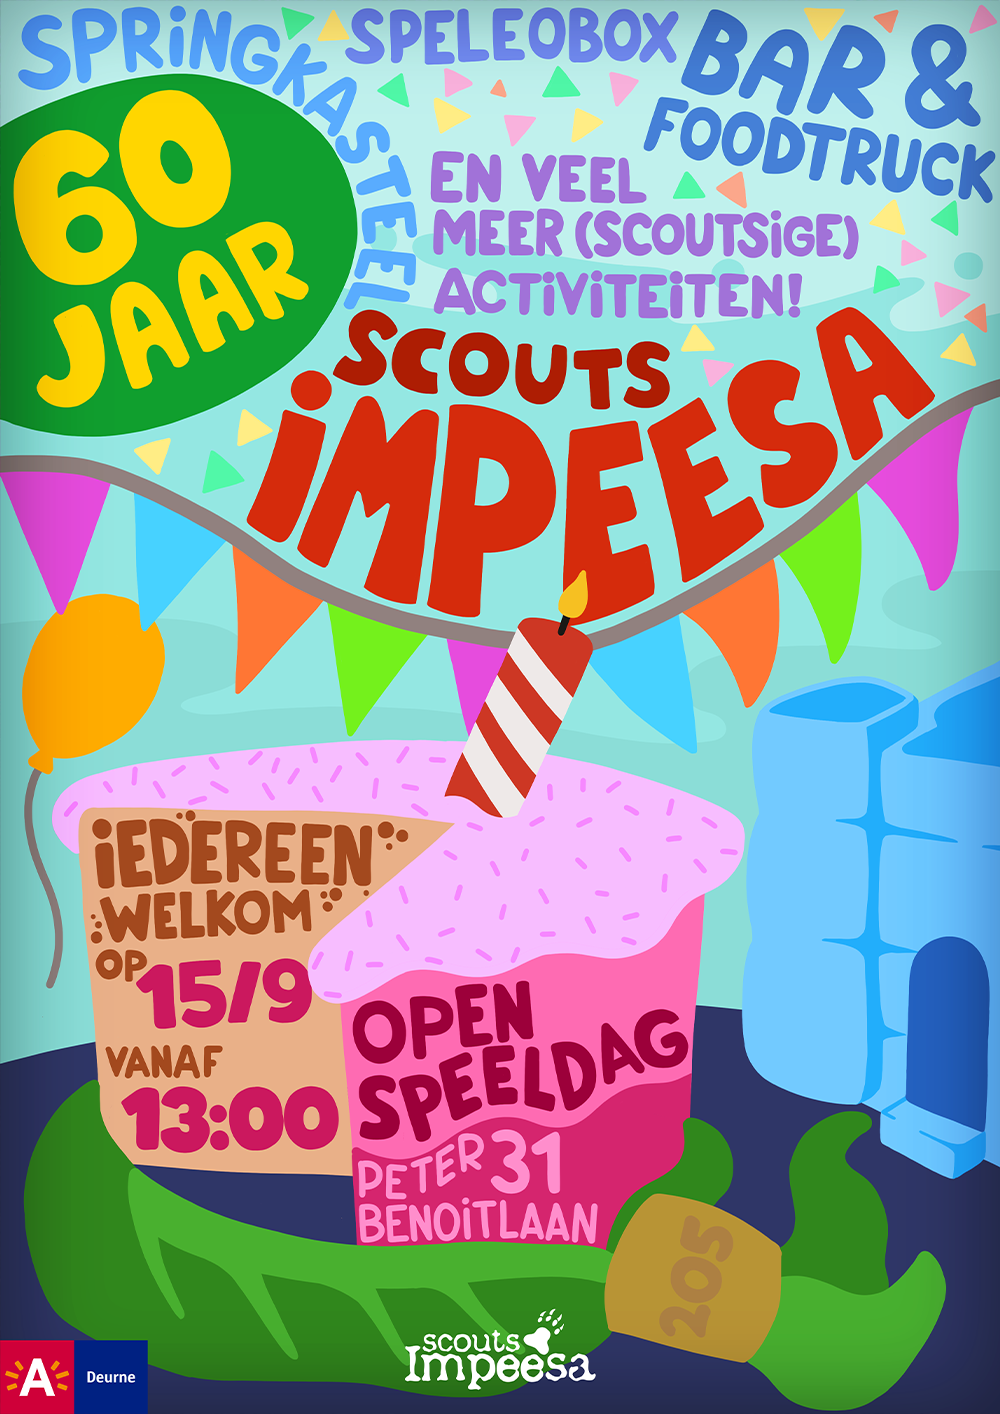 SPRiNGKASTEEL
SPELEOBOX
BAR &
FOODTRUCK
60
JAAR
EN VEEL
MEER (SCOUTSiGE)
ACTiViTEiTEN!
SCOUTS
iMPEESA
iEDEREEN
WELKOM
OP 15/9
VANAF
13:00
OPEN
SPEELDAG
PETER 31
BENOiTLAAN
205
scouts
Impeesa
A Deurne